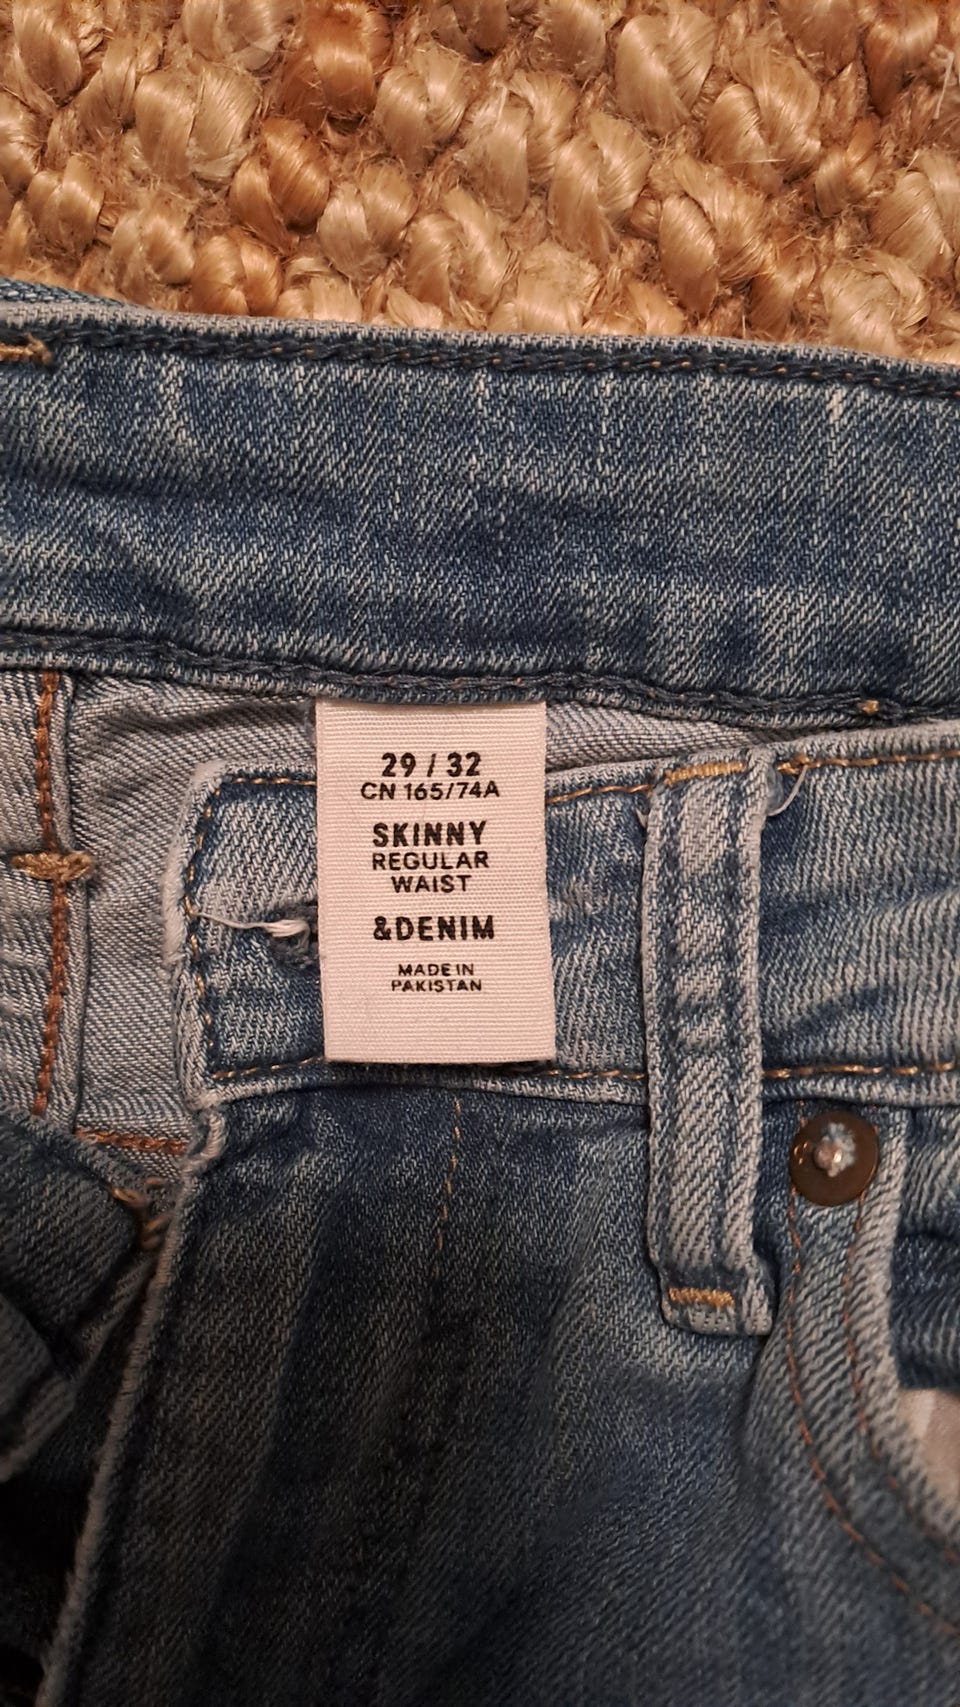 29 / 32
CN 165/74A
SKINNY
REGULAR
WAIST
&DENIM
MADE IN
PAKISTAN